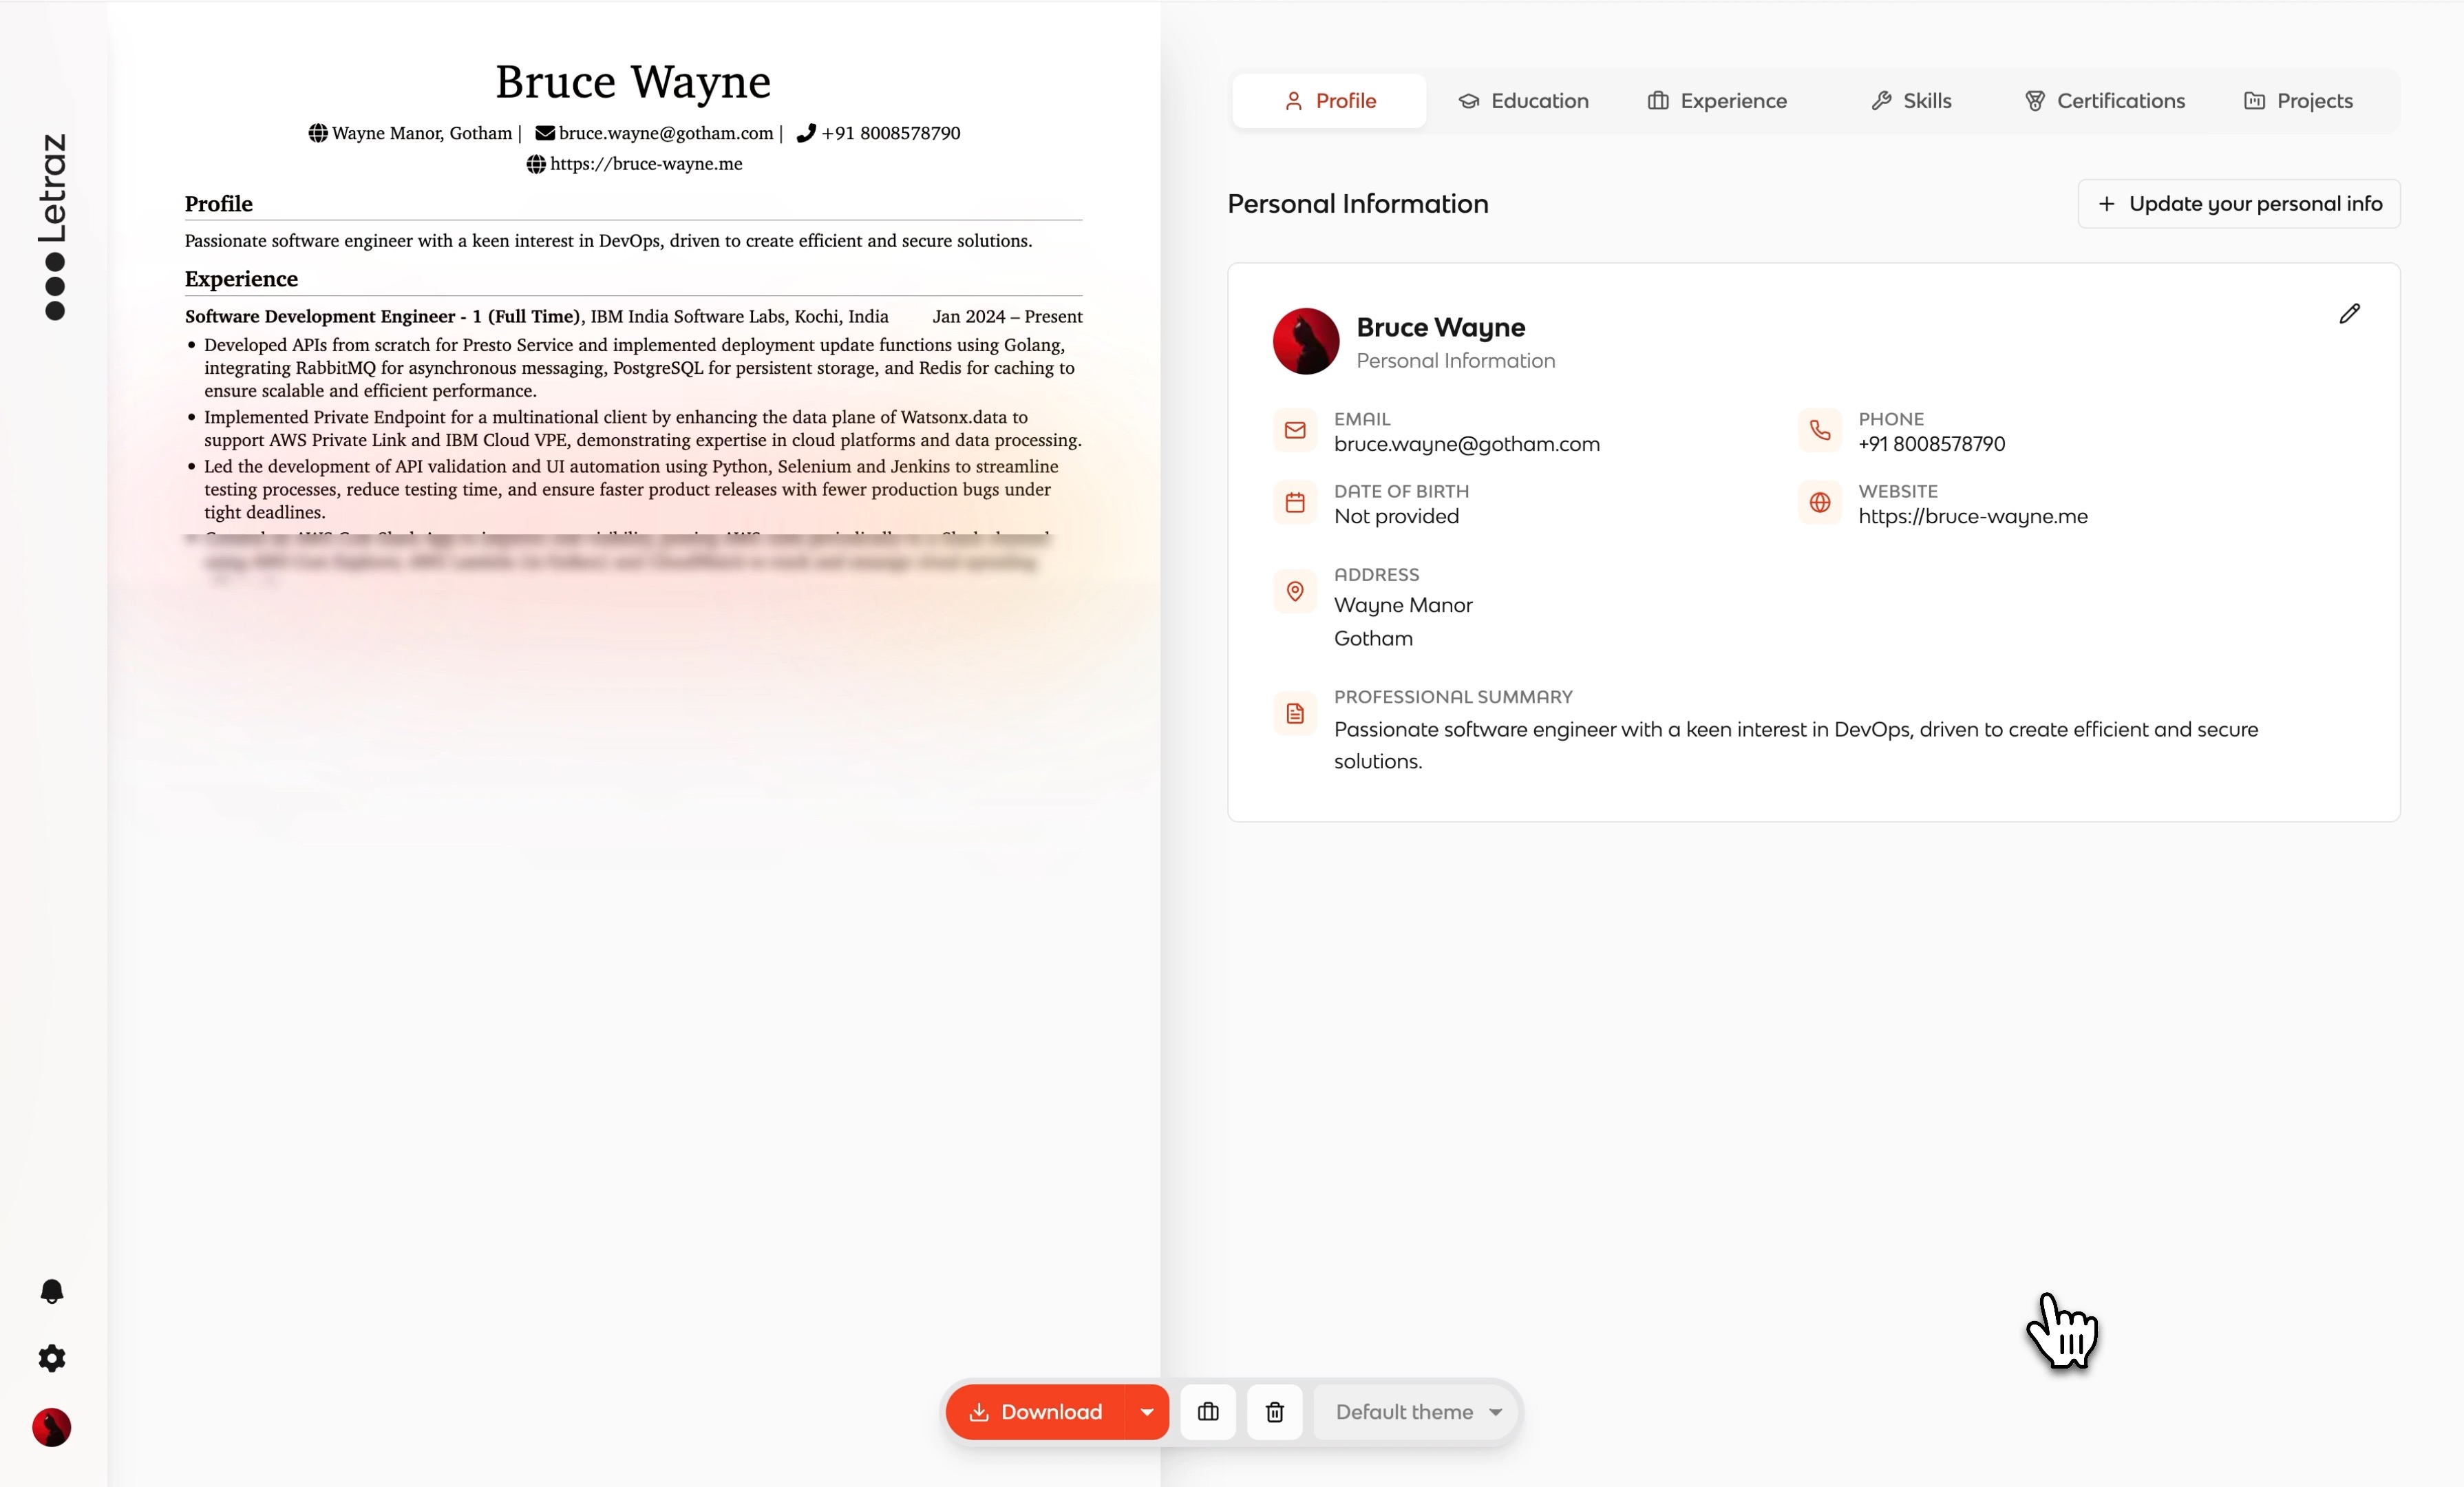 Letraz
Bruce Wayne
Wayne Manor, Gotham | bruce.wayne@gotham.com | +91 8008578790
https://bruce-wayne.me
Profile
Passionate software engineer with a keen interest in DevOps, driven to create efficient and secure solutions.
Experience
Software Development Engineer - 1 (Full Time), IBM India Software Labs, Kochi, India Jan 2024 – Present
• Developed APIs from scratch for Presto Service and implemented deployment update functions using Golang,
integrating RabbitMQ for asynchronous messaging, PostgreSQL for persistent storage, and Redis for caching to
ensure scalable and efficient performance.
• Implemented Private Endpoint for a multinational client by enhancing the data plane of Watsonx.data to
support AWS Private Link and IBM Cloud VPE, demonstrating expertise in cloud platforms and data processing.
• Led the development of API validation and UI automation using Python, Selenium and Jenkins to streamline
testing processes, reduce testing time, and ensure faster product releases with fewer production bugs under
tight deadlines.
Profile Education Experience Skills Certifications Projects
Personal Information
+ Update your personal info
Bruce Wayne
Personal Information
EMAIL
bruce.wayne@gotham.com
PHONE
+91 8008578790
DATE OF BIRTH
Not provided
WEBSITE
https://bruce-wayne.me
ADDRESS
Wayne Manor
Gotham
PROFESSIONAL SUMMARY
Passionate software engineer with a keen interest in DevOps, driven to create efficient and secure
solutions.
Download
Default theme